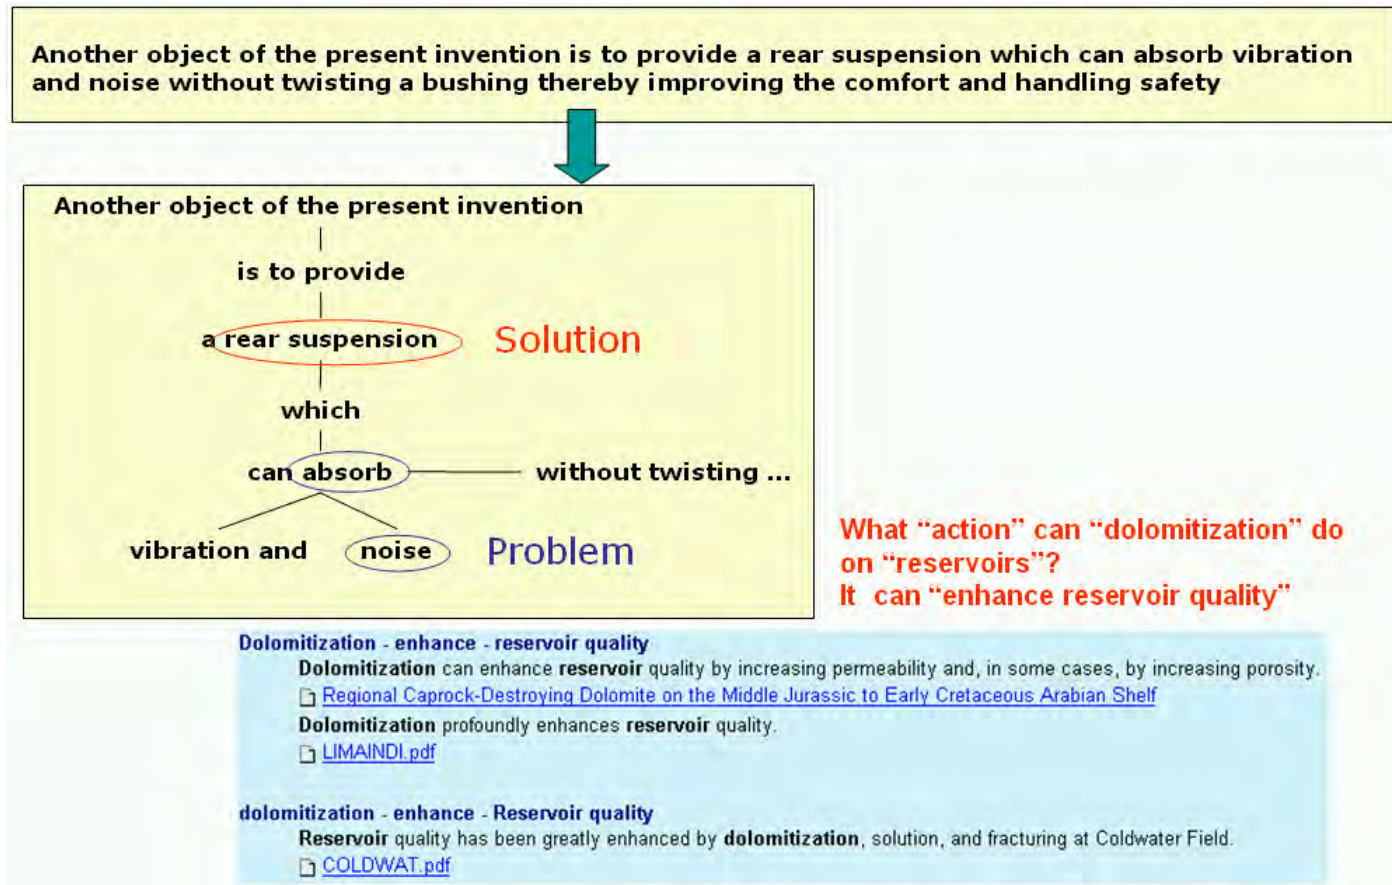 Another object of the present invention is to provide a rear suspension which can absorb vibration
and noise without twisting a bushing thereby improving the comfort and handling safety
Another object of the present invention
is to provide
a rear suspension
Solution
which
can absorb
without twisting ...
vibration and
noise
Problem
What “action” can “dolomitization” do
on “reservoirs”?
It can “enhance reservoir quality”
Dolomitization - enhance - reservoir quality
Dolomitization can enhance reservoir quality by increasing permeability and, in some cases, by increasing porosity.
Regional Caprock-Destroying Dolomite on the Middle Jurassic to Early Cretaceous Arabian Shelf
Dolomitization profoundly enhances reservoir quality.
LIMAINDI.pdf
dolomitization - enhance - Reservoir quality
Reservoir quality has been greatly enhanced by dolomitization, solution, and fracturing at Coldwater Field.
COLDWAT.pdf